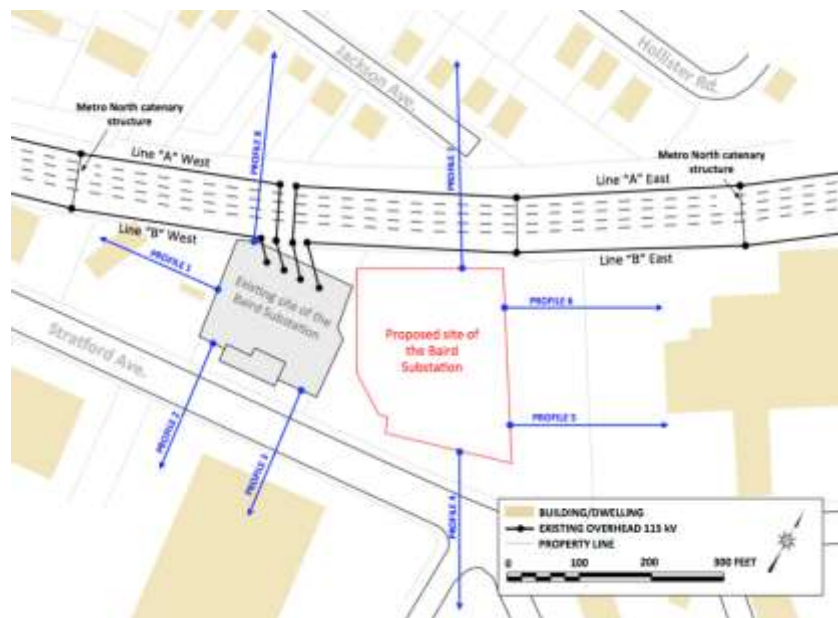 Jackton Ave.
Hollister Rd.
Metro North catenary
structure
PROFILE 8
Line "A" West
Metro North catenary
structure
Line "A" East
Line "B" West
Line "B" East
PROFILE 1
Existing site of the
Baird Substation
PROFILE 6
Proposed site of
the Baird
Substation
Stratford Ave.
PROFILE 2
PROFILE 3
PROFILE 5
PROFILE 4
BUILDING/DWELLING
EXISTING OVERHEAD 115 kV
PROPERTY LINE
0 100 200 300 FEET